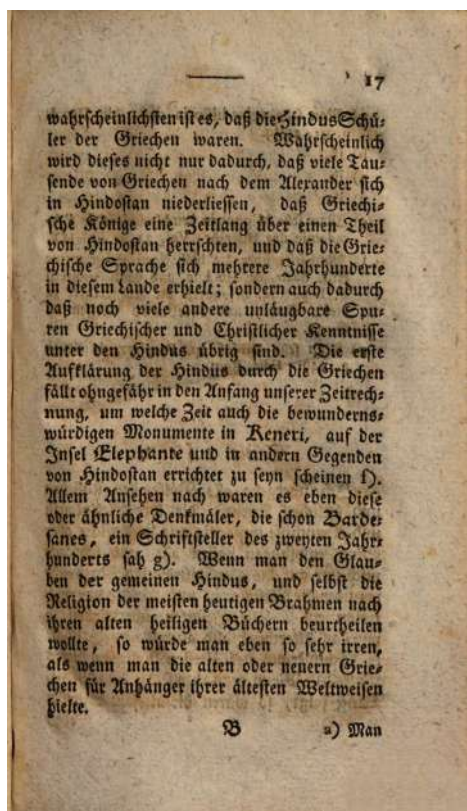 17
wahrscheinlichsten ist es, daß die Hindus Schü-
ler der Griechen waren. Wahrscheinlich
wird dieses nicht nur dadurch, daß viele Tau-
sende von Griechen nach dem Alexander sich
in Hindostan niederliessen, daß Griechi-
sche Könige eine Zeitlang über einen Theil
von Hindostan herrschten, und daß die Grie-
chische Sprache sich mehrere Jahrhunderte
in diesem Lande erhielt; sondern auch dadurch
daß noch viele andere unläugbare Spu-
ren Griechischer und Christlicher Kenntnisse
unter den Hindus übrig sind. Die erste
Aufklärung der Hindus durch die Griechen
fällt ohngefähr in den Anfang unserer Zeitrech-
nung, um welche Zeit auch die bewunderns-
würdigen Monumente in Keneri, auf der
Insel Elephante und in andern Gegenden
von Hindostan errichtet zu seyn scheinen f).
Allem Ansehen nach waren es eben diese
oder ähnliche Denkmäler, die schon Barde-
sanes, ein Schriftsteller des zweyten Jahr-
hunderts sah g). Wenn man den Glau-
ben der gemeinen Hindus, und selbst die
Religion der meisten heutigen Brahmen nach
ihren alten heiligen Büchern beurtheilen
wollte, so würde man eben so sehr irren,
als wenn man die alten oder neuern Grie-
chen für Anhänger ihrer ältesten Weltweisen
hielte.
B a) Man